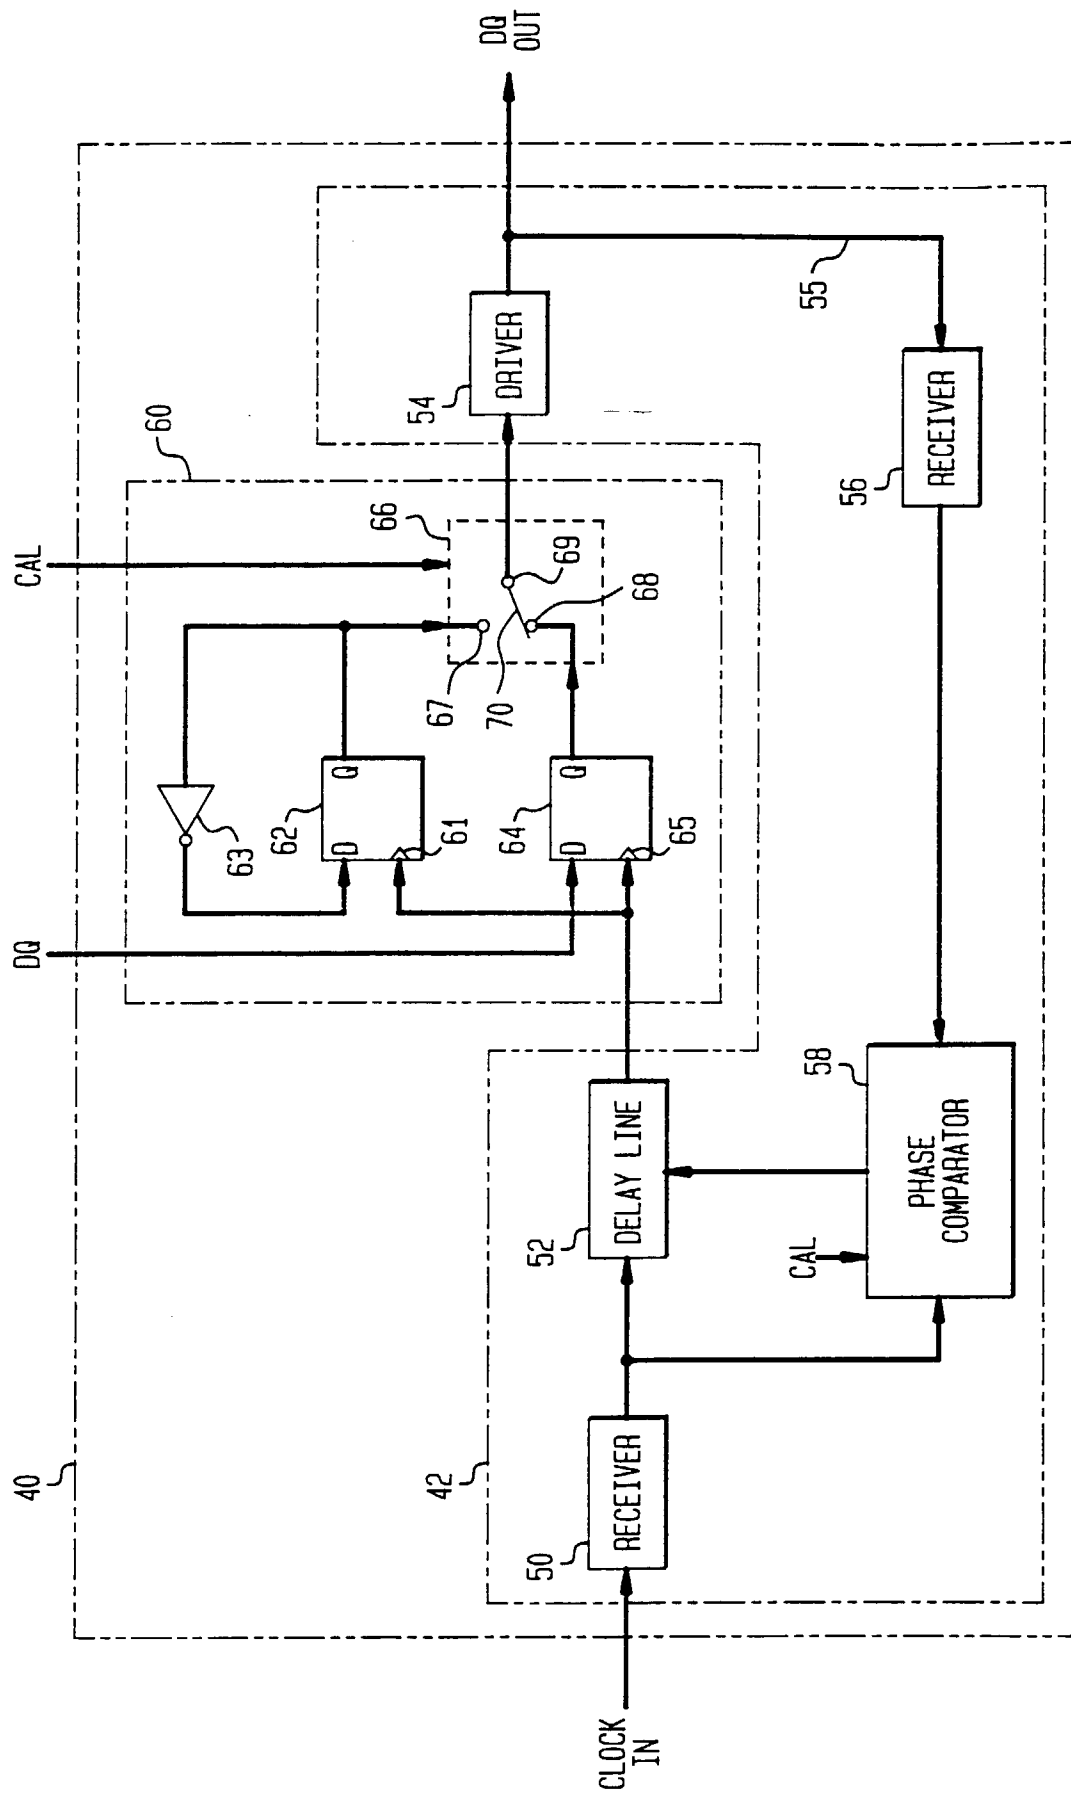 40
42
CLOCK
IN
50
RECEIVER
52
DELAY LINE
CAL
58
PHASE
COMPARATOR
DQ
CAL
60
63
62
D
Q
61
64
D
Q
65
66
67
70
69
68
54
DRIVER
55
56
RECEIVER
DQ
OUT